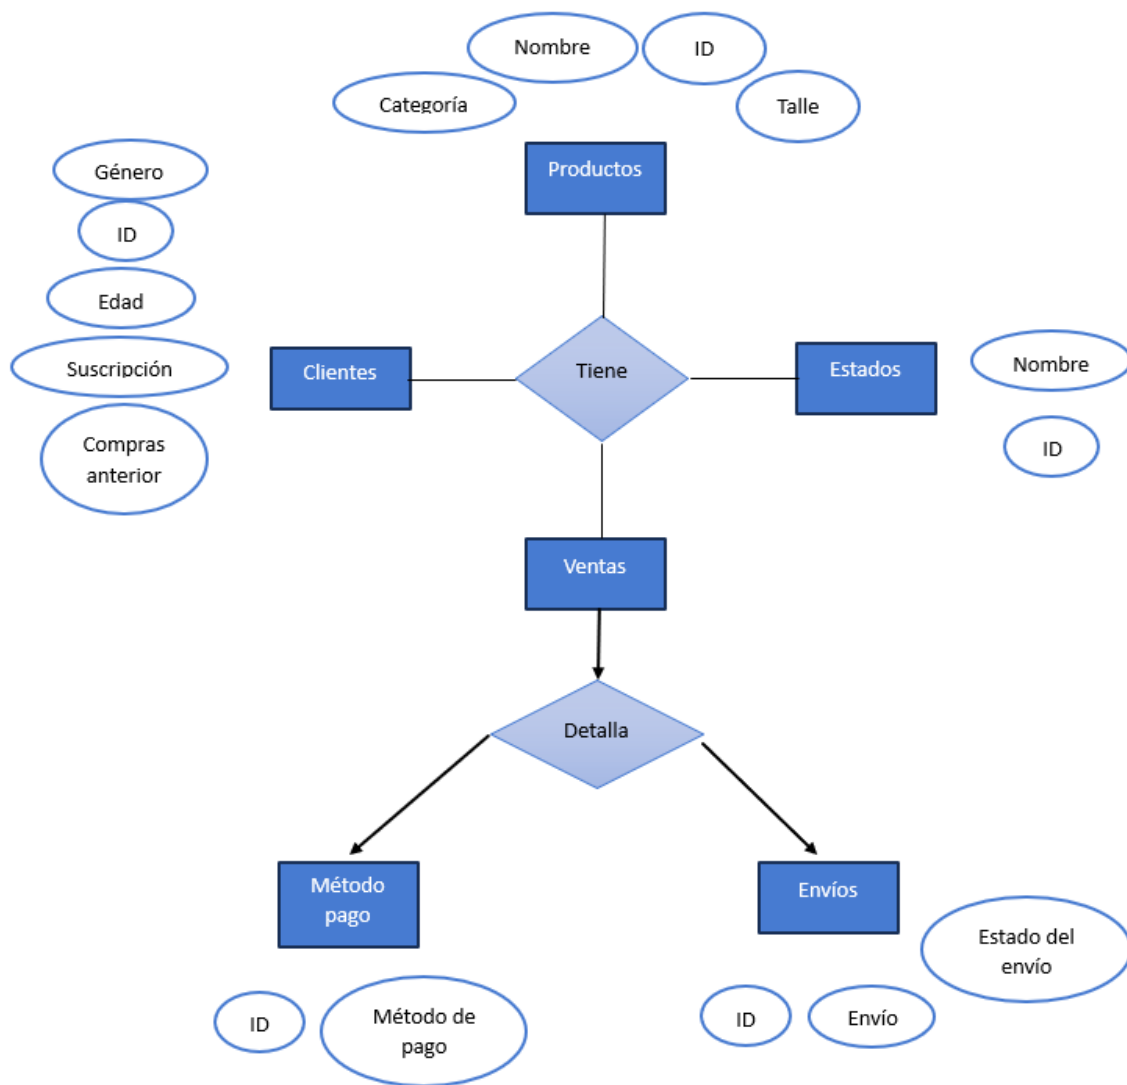 Nombre
ID
Categoría
Talle
Productos
Género
ID
Edad
Suscripción
Compras
anterior
Clientes
Tiene
Estados
Nombre
ID
Ventas
Detalla
Método
pago
Envíos
Estado del
envío
ID
Método de
pago
ID
Envío